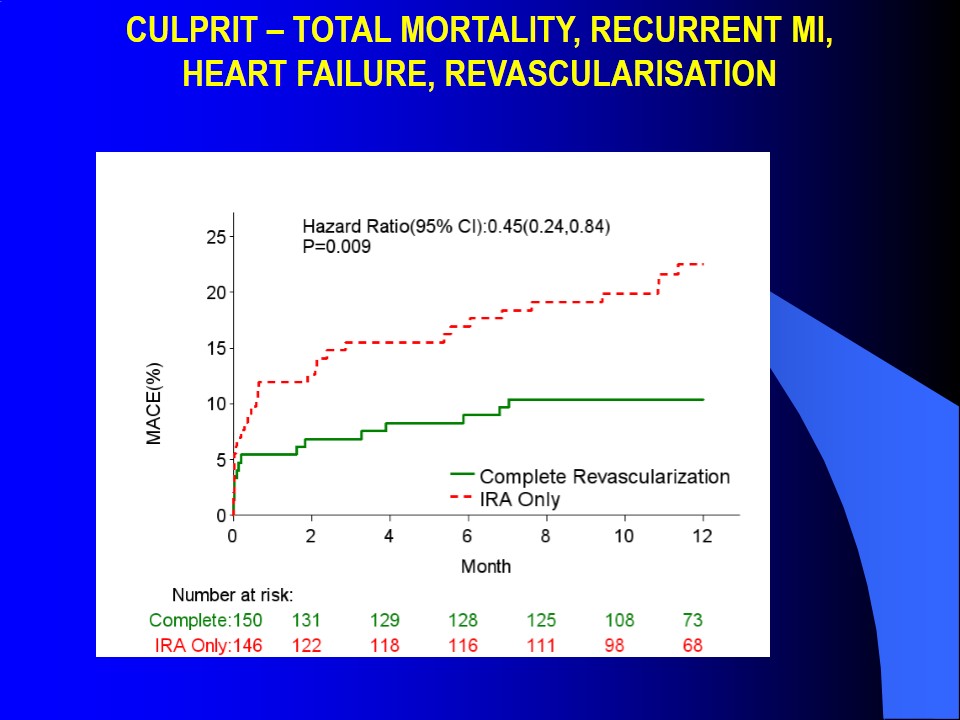 CULPRIT – TOTAL MORTALITY, RECURRENT MI,
HEART FAILURE, REVASCULARISATION
Hazard Ratio(95% CI):0.45(0.24,0.84)
P=0.009
25
20
15
10
5
0
MACE(%)
Complete Revascularization
IRA Only
0 2 4 6 8 10 12
Month
Number at risk:
Complete:150 131 129 128 125 108 73
IRA Only:146 122 118 116 111 98 68